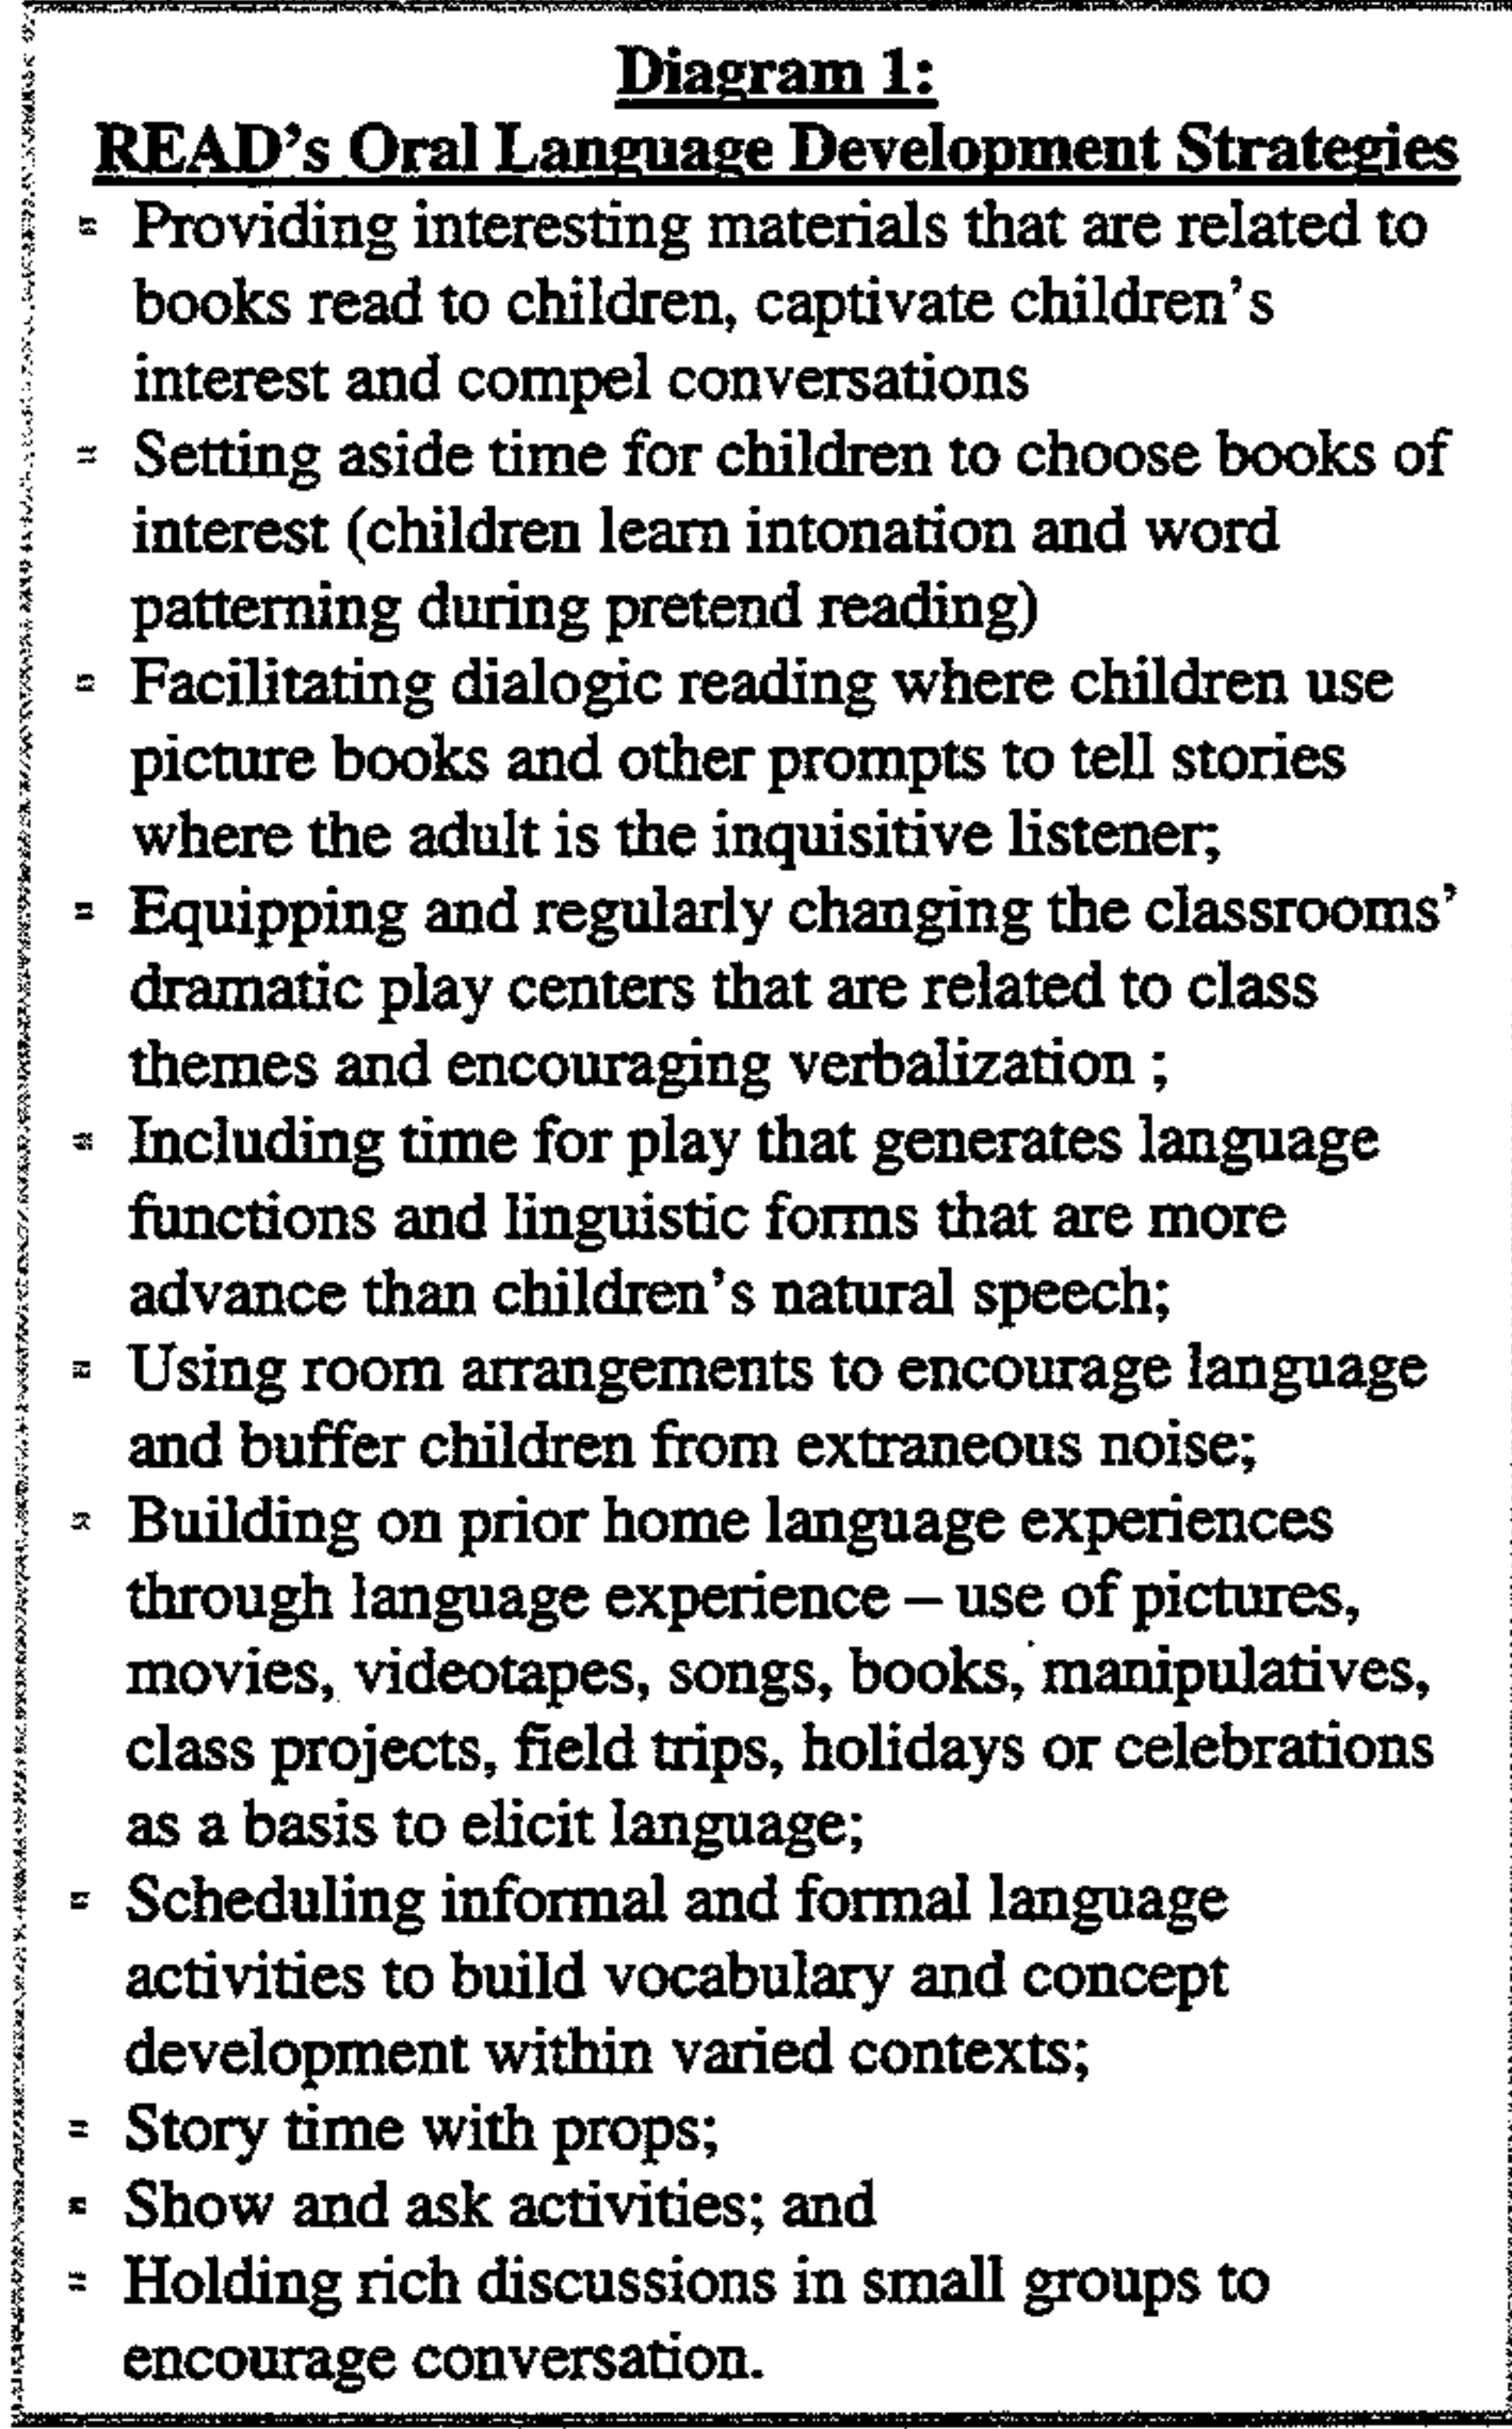 Diagram 1:
READ's Oral Language Development Strategies
▪ Providing interesting materials that are related to
books read to children, captivate children's
interest and compel conversations
▪ Setting aside time for children to choose books of
interest (children learn intonation and word
patterning during pretend reading)
▪ Facilitating dialogic reading where children use
picture books and other prompts to tell stories
where the adult is the inquisitive listener;
▪ Equipping and regularly changing the classrooms'
dramatic play centers that are related to class
themes and encouraging verbalization ;
▪ Including time for play that generates language
functions and linguistic forms that are more
advance than children's natural speech;
▪ Using room arrangements to encourage language
and buffer children from extraneous noise;
▪ Building on prior home language experiences
through language experience – use of pictures,
movies, videotapes, songs, books, manipulatives,
class projects, field trips, holidays or celebrations
as a basis to elicit language;
▪ Scheduling informal and formal language
activities to build vocabulary and concept
development within varied contexts;
▪ Story time with props;
▪ Show and ask activities; and
▪ Holding rich discussions in small groups to
encourage conversation.